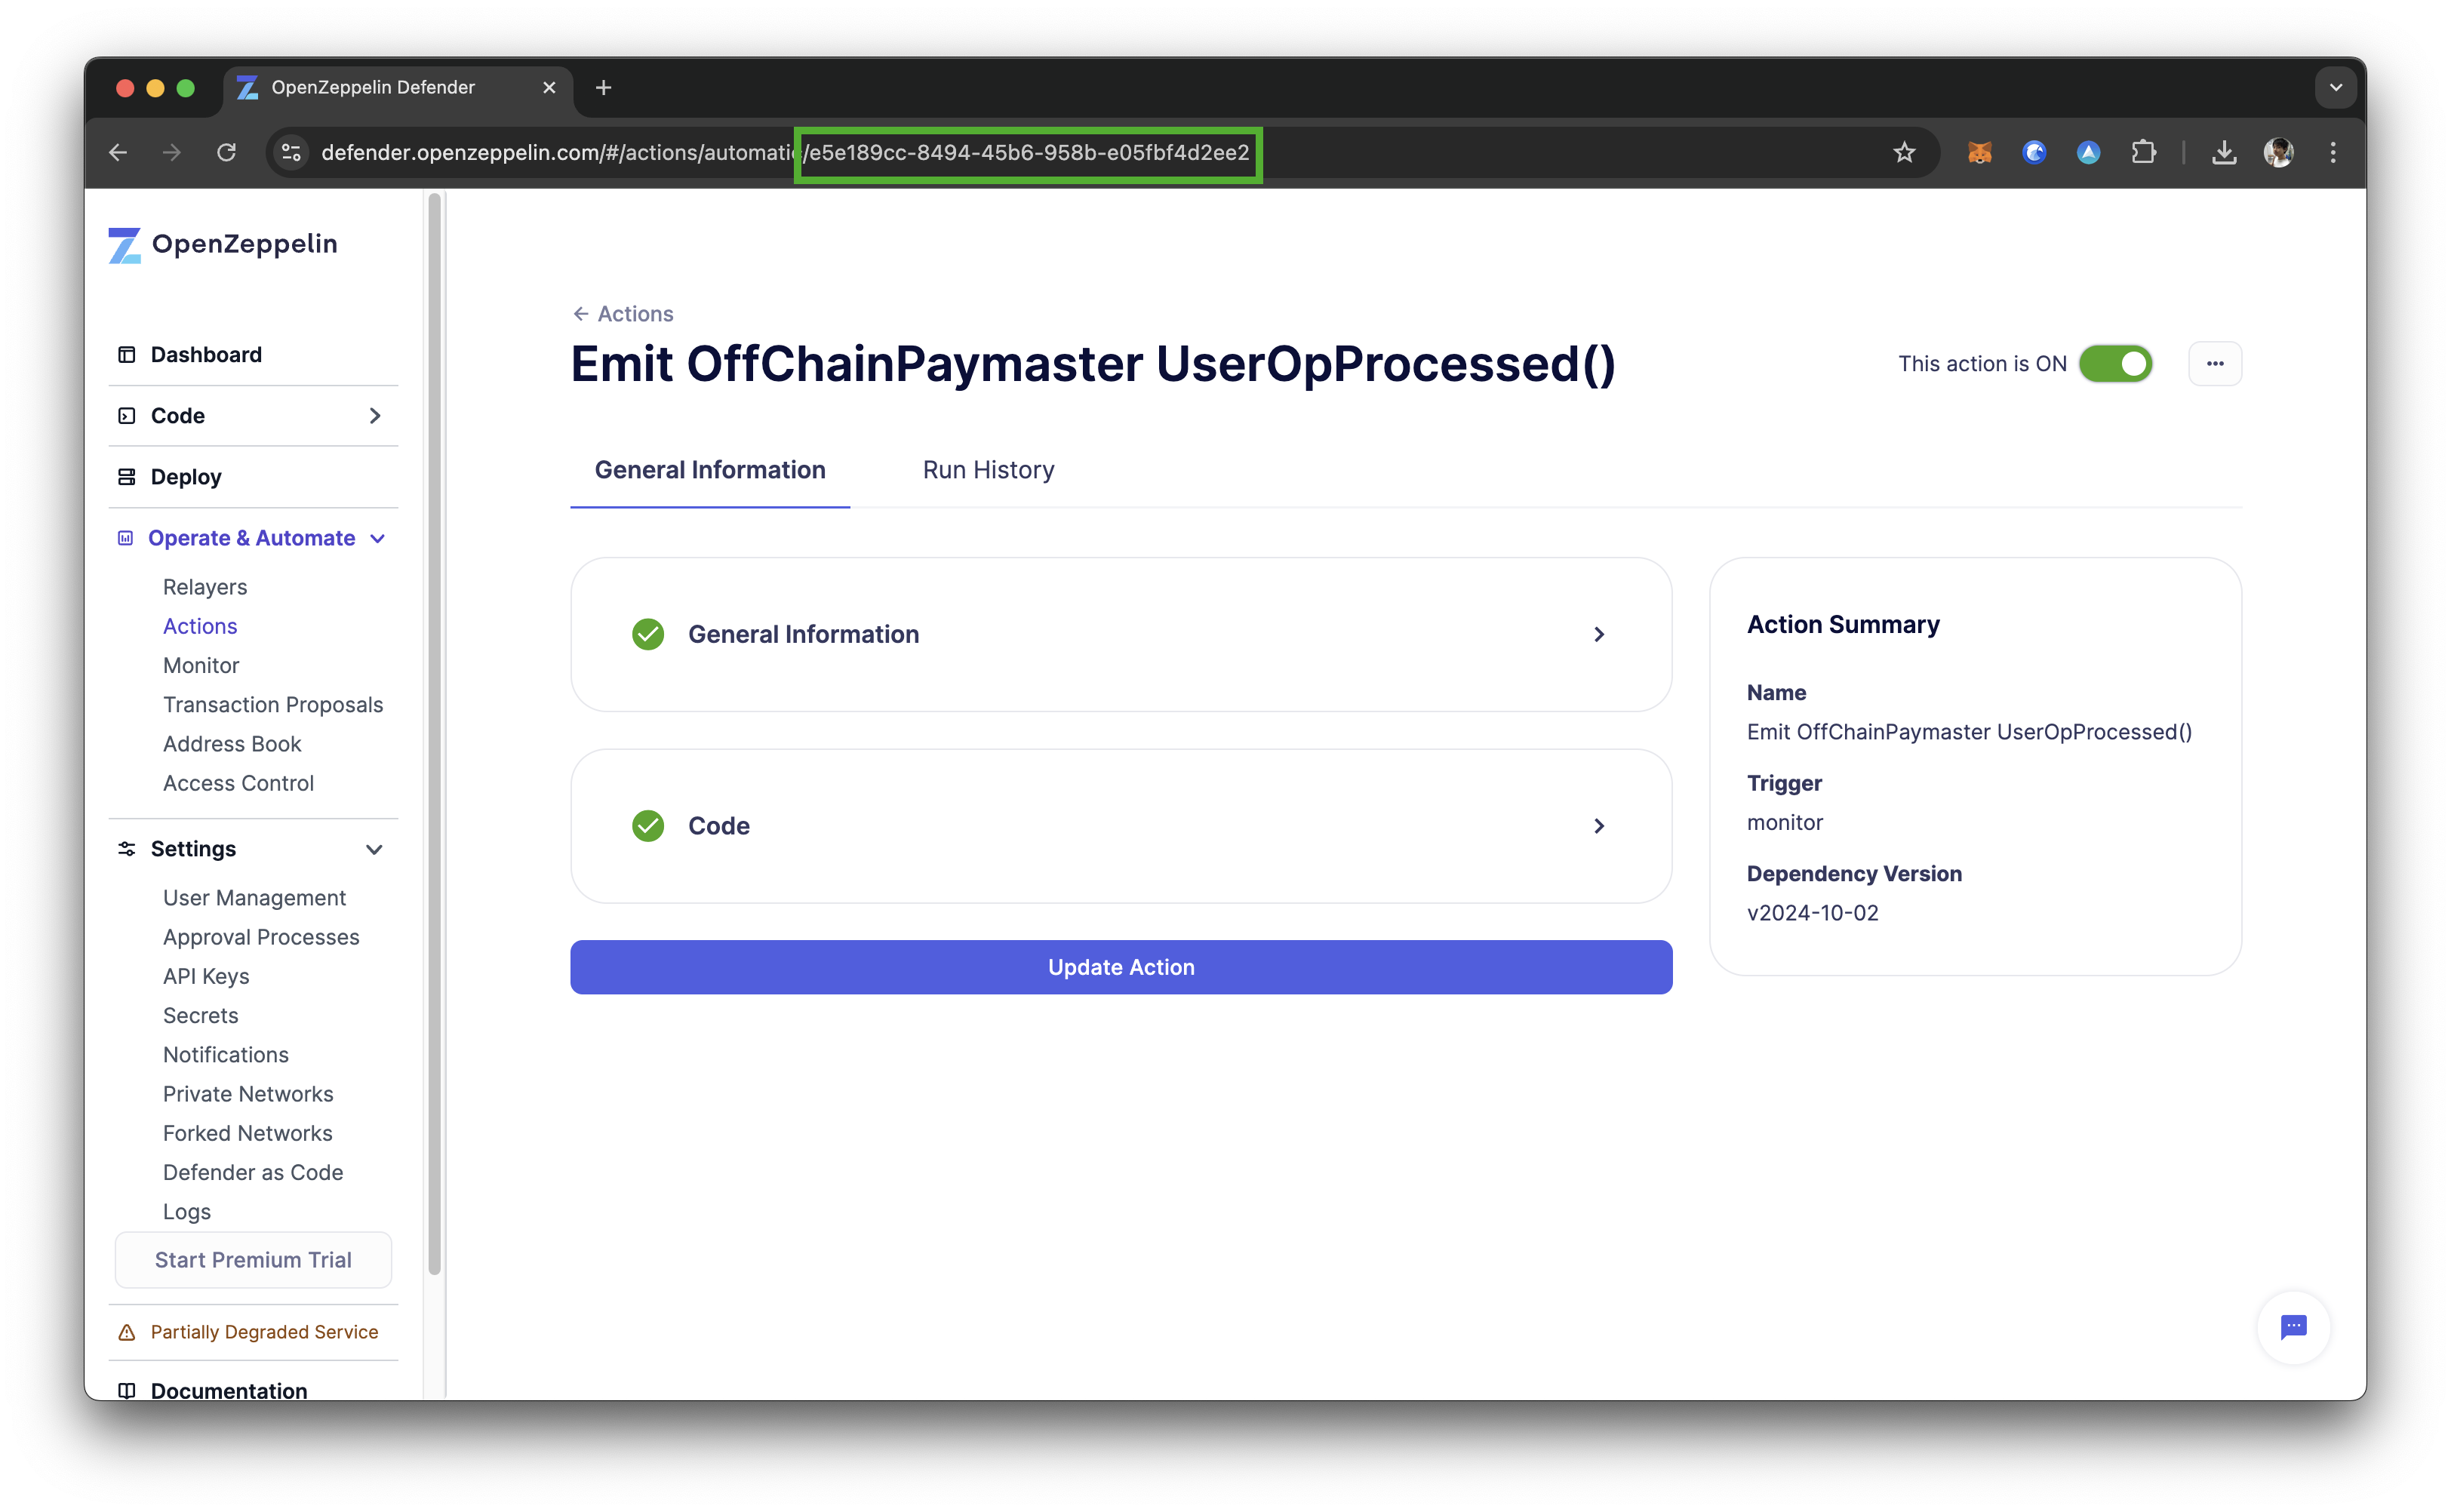 OpenZeppelin Defender
defender.openzeppelin.com/#/actions/automatic/e5e189cc-8494-45b6-958b-e05fbf4d2ee2
OpenZeppelin
Dashboard
Code
Deploy
Operate & Automate
Relayers
Actions
Monitor
Transaction Proposals
Address Book
Access Control
Settings
User Management
Approval Processes
API Keys
Secrets
Notifications
Private Networks
Forked Networks
Defender as Code
Logs
Start Premium Trial
Partially Degraded Service
Documentation
Actions
Emit OffChainPaymaster UserOpProcessed()
This action is ON
General Information
Run History
General Information
Code
Update Action
Action Summary
Name
Emit OffChainPaymaster UserOpProcessed()
Trigger
monitor
Dependency Version
v2024-10-02